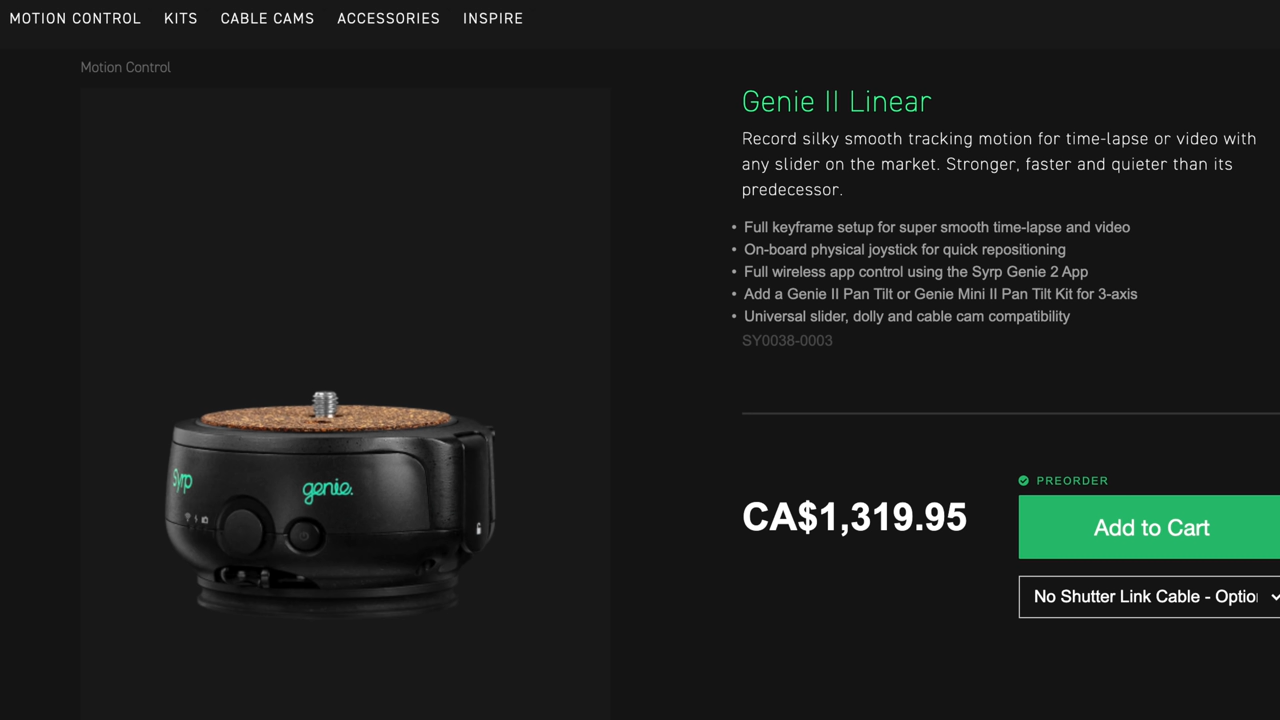 MOTION CONTROL KITS CABLE CAMS ACCESSORIES INSPIRE
Motion Control
Genie II Linear
Record silky smooth tracking motion for time-lapse or video with
any slider on the market. Stronger, faster and quieter than its
predecessor.
• Full keyframe setup for super smooth time-lapse and video
• On-board physical joystick for quick repositioning
• Full wireless app control using the Syrp Genie 2 App
• Add a Genie II Pan Tilt or Genie Mini II Pan Tilt Kit for 3-axis
• Universal slider, dolly and cable cam compatibility
SY0038-0003
syrp
genie.
PREORDER
CA$1,319.95
Add to Cart
No Shutter Link Cable - Optio